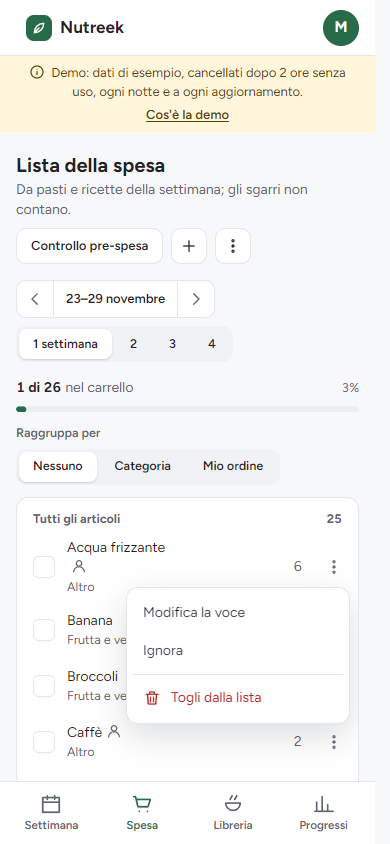 Nutreek
M
Demo: dati di esempio, cancellati dopo 2 ore senza
uso, ogni notte e a ogni aggiornamento.
Cos'è la demo
Lista della spesa
Da pasti e ricette della settimana; gli sgarri non
contano.
Controllo pre-spesa
23–29 novembre
1 settimana 2 3 4
1 di 26 nel carrello 3%
Raggruppa per
Nessuno Categoria Mio ordine
Tutti gli articoli 25
Acqua frizzante
6
Altro
Modifica la voce
Banana
Frutta e ve
Ignora
Broccoli
Frutta e ve
Togli dalla lista
Caffè 2
Altro
Settimana Spesa Libreria Progressi